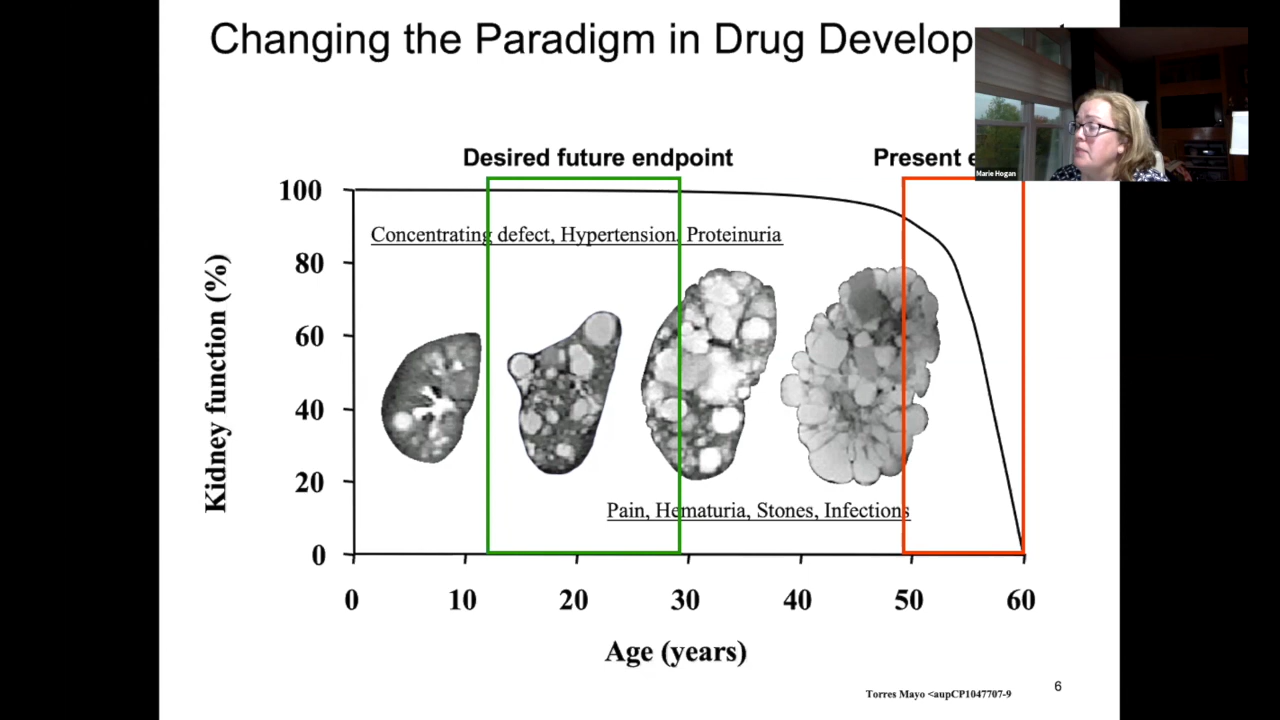 Changing the Paradigm in Drug Develop
Desired future endpoint
Present e
Marie Hogan
100
Concentrating defect, Hypertension, Proteinuria
80
60
40
20
Pain, Hematuria, Stones, Infections
0
Kidney function (%)
0 10 20 30 40 50 60
Age (years)
Torres Mayo <aupCP1047707-9
6